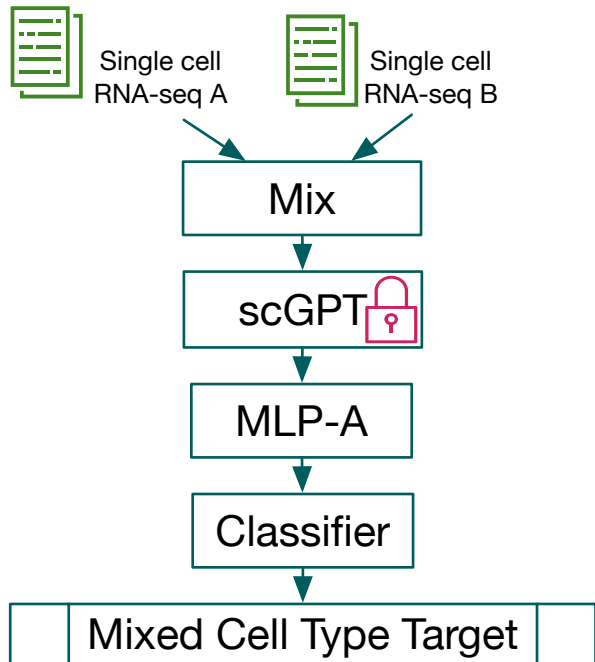 Single cell
RNA-seq A
Single cell
RNA-seq B
Mix
scGPT
MLP-A
Classifier
Mixed Cell Type Target